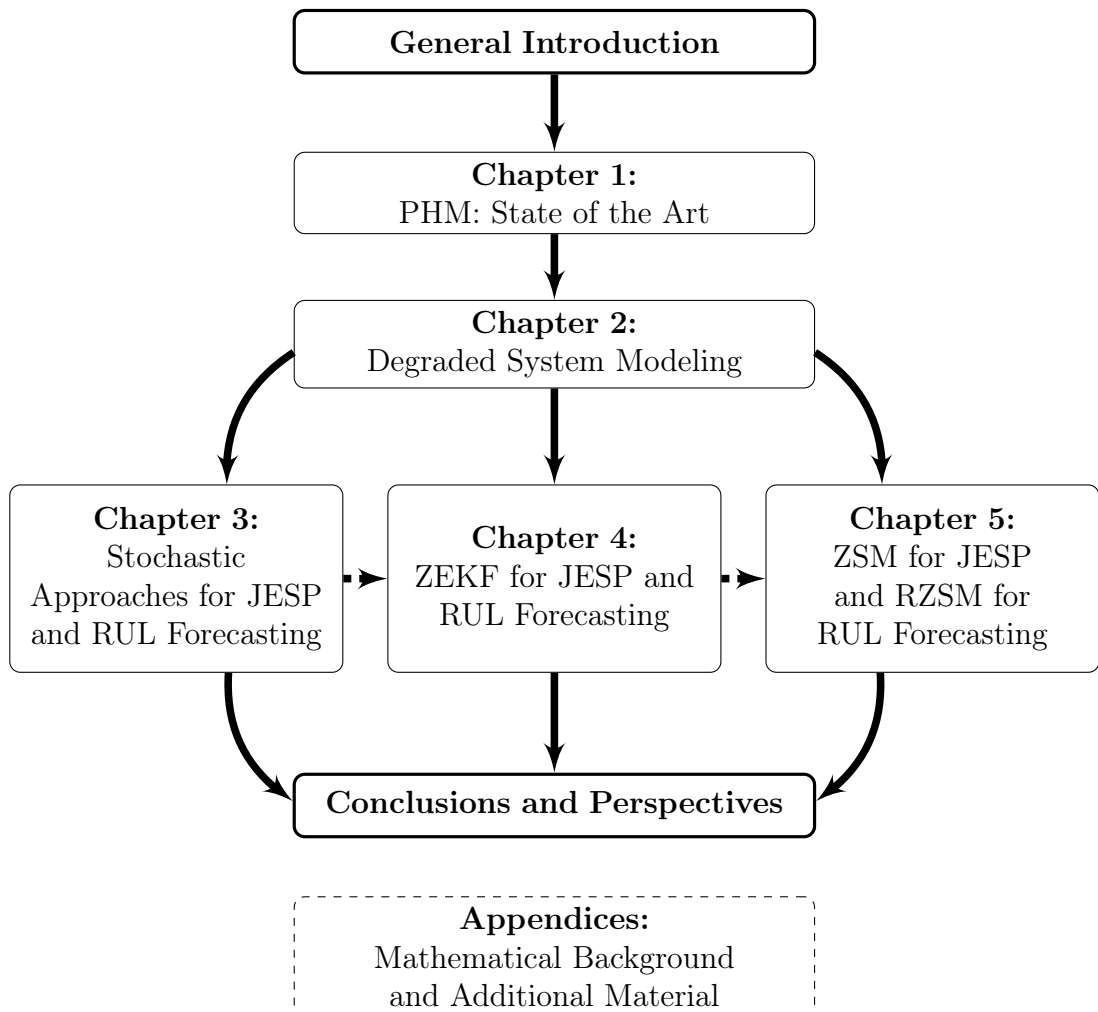 General Introduction
Chapter 1:
PHM: State of the Art
Chapter 2:
Degraded System Modeling
Chapter 3:
Stochastic
Approaches for JESP
and RUL Forecasting
Chapter 4:
ZEKF for JESP and
RUL Forecasting
Chapter 5:
ZSM for JESP
and RZSM for
RUL Forecasting
Conclusions and Perspectives
Appendices:
Mathematical Background
and Additional Material